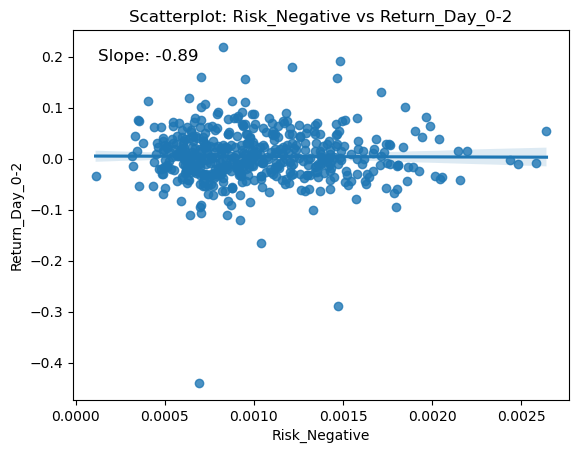 Scatterplot: Risk_Negative vs Return_Day_0-2
Slope: -0.89
0.2
0.1
0.0
−0.1
−0.2
−0.3
−0.4
Return_Day_0-2
0.0000 0.0005 0.0010 0.0015 0.0020 0.0025
Risk_Negative